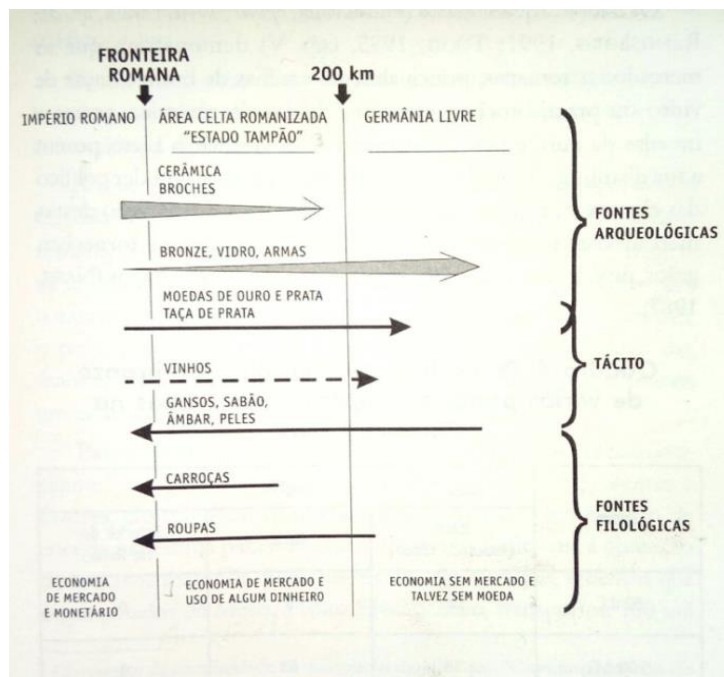 FRONTEIRA
ROMANA
200 km
IMPÉRIO ROMANO
ÁREA CELTA ROMANIZADA
"ESTADO TAMPÃO"
GERMÂNIA LIVRE
CERÂMICA
BROCHES
BRONZE, VIDRO, ARMAS
MOEDAS DE OURO E PRATA
TAÇA DE PRATA
VINHOS
GANSOS, SABÃO,
ÂMBAR, PELES
CARROÇAS
ROUPAS
FONTES
ARQUEOLÓGICAS
TÁCITO
FONTES
FILOLÓGICAS
ECONOMIA
DE MERCADO
E MONETÁRIO
ECONOMIA DE MERCADO E
USO DE ALGUM DINHEIRO
ECONOMIA SEM MERCADO E
TALVEZ SEM MOEDA